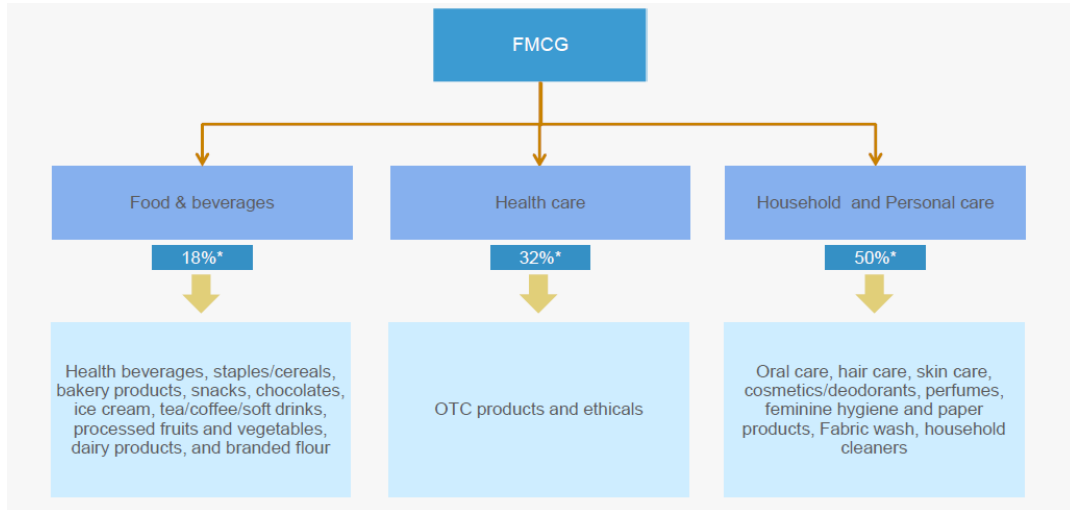 FMCG
Food & beverages
Health care
Household and Personal care
18%*
32%*
50%*
Health beverages, staples/cereals,
bakery products, snacks, chocolates,
ice cream, tea/coffee/soft drinks,
processed fruits and vegetables,
dairy products, and branded flour
OTC products and ethicals
Oral care, hair care, skin care,
cosmetics/deodorants, perfumes,
feminine hygiene and paper
products, Fabric wash, household
cleaners